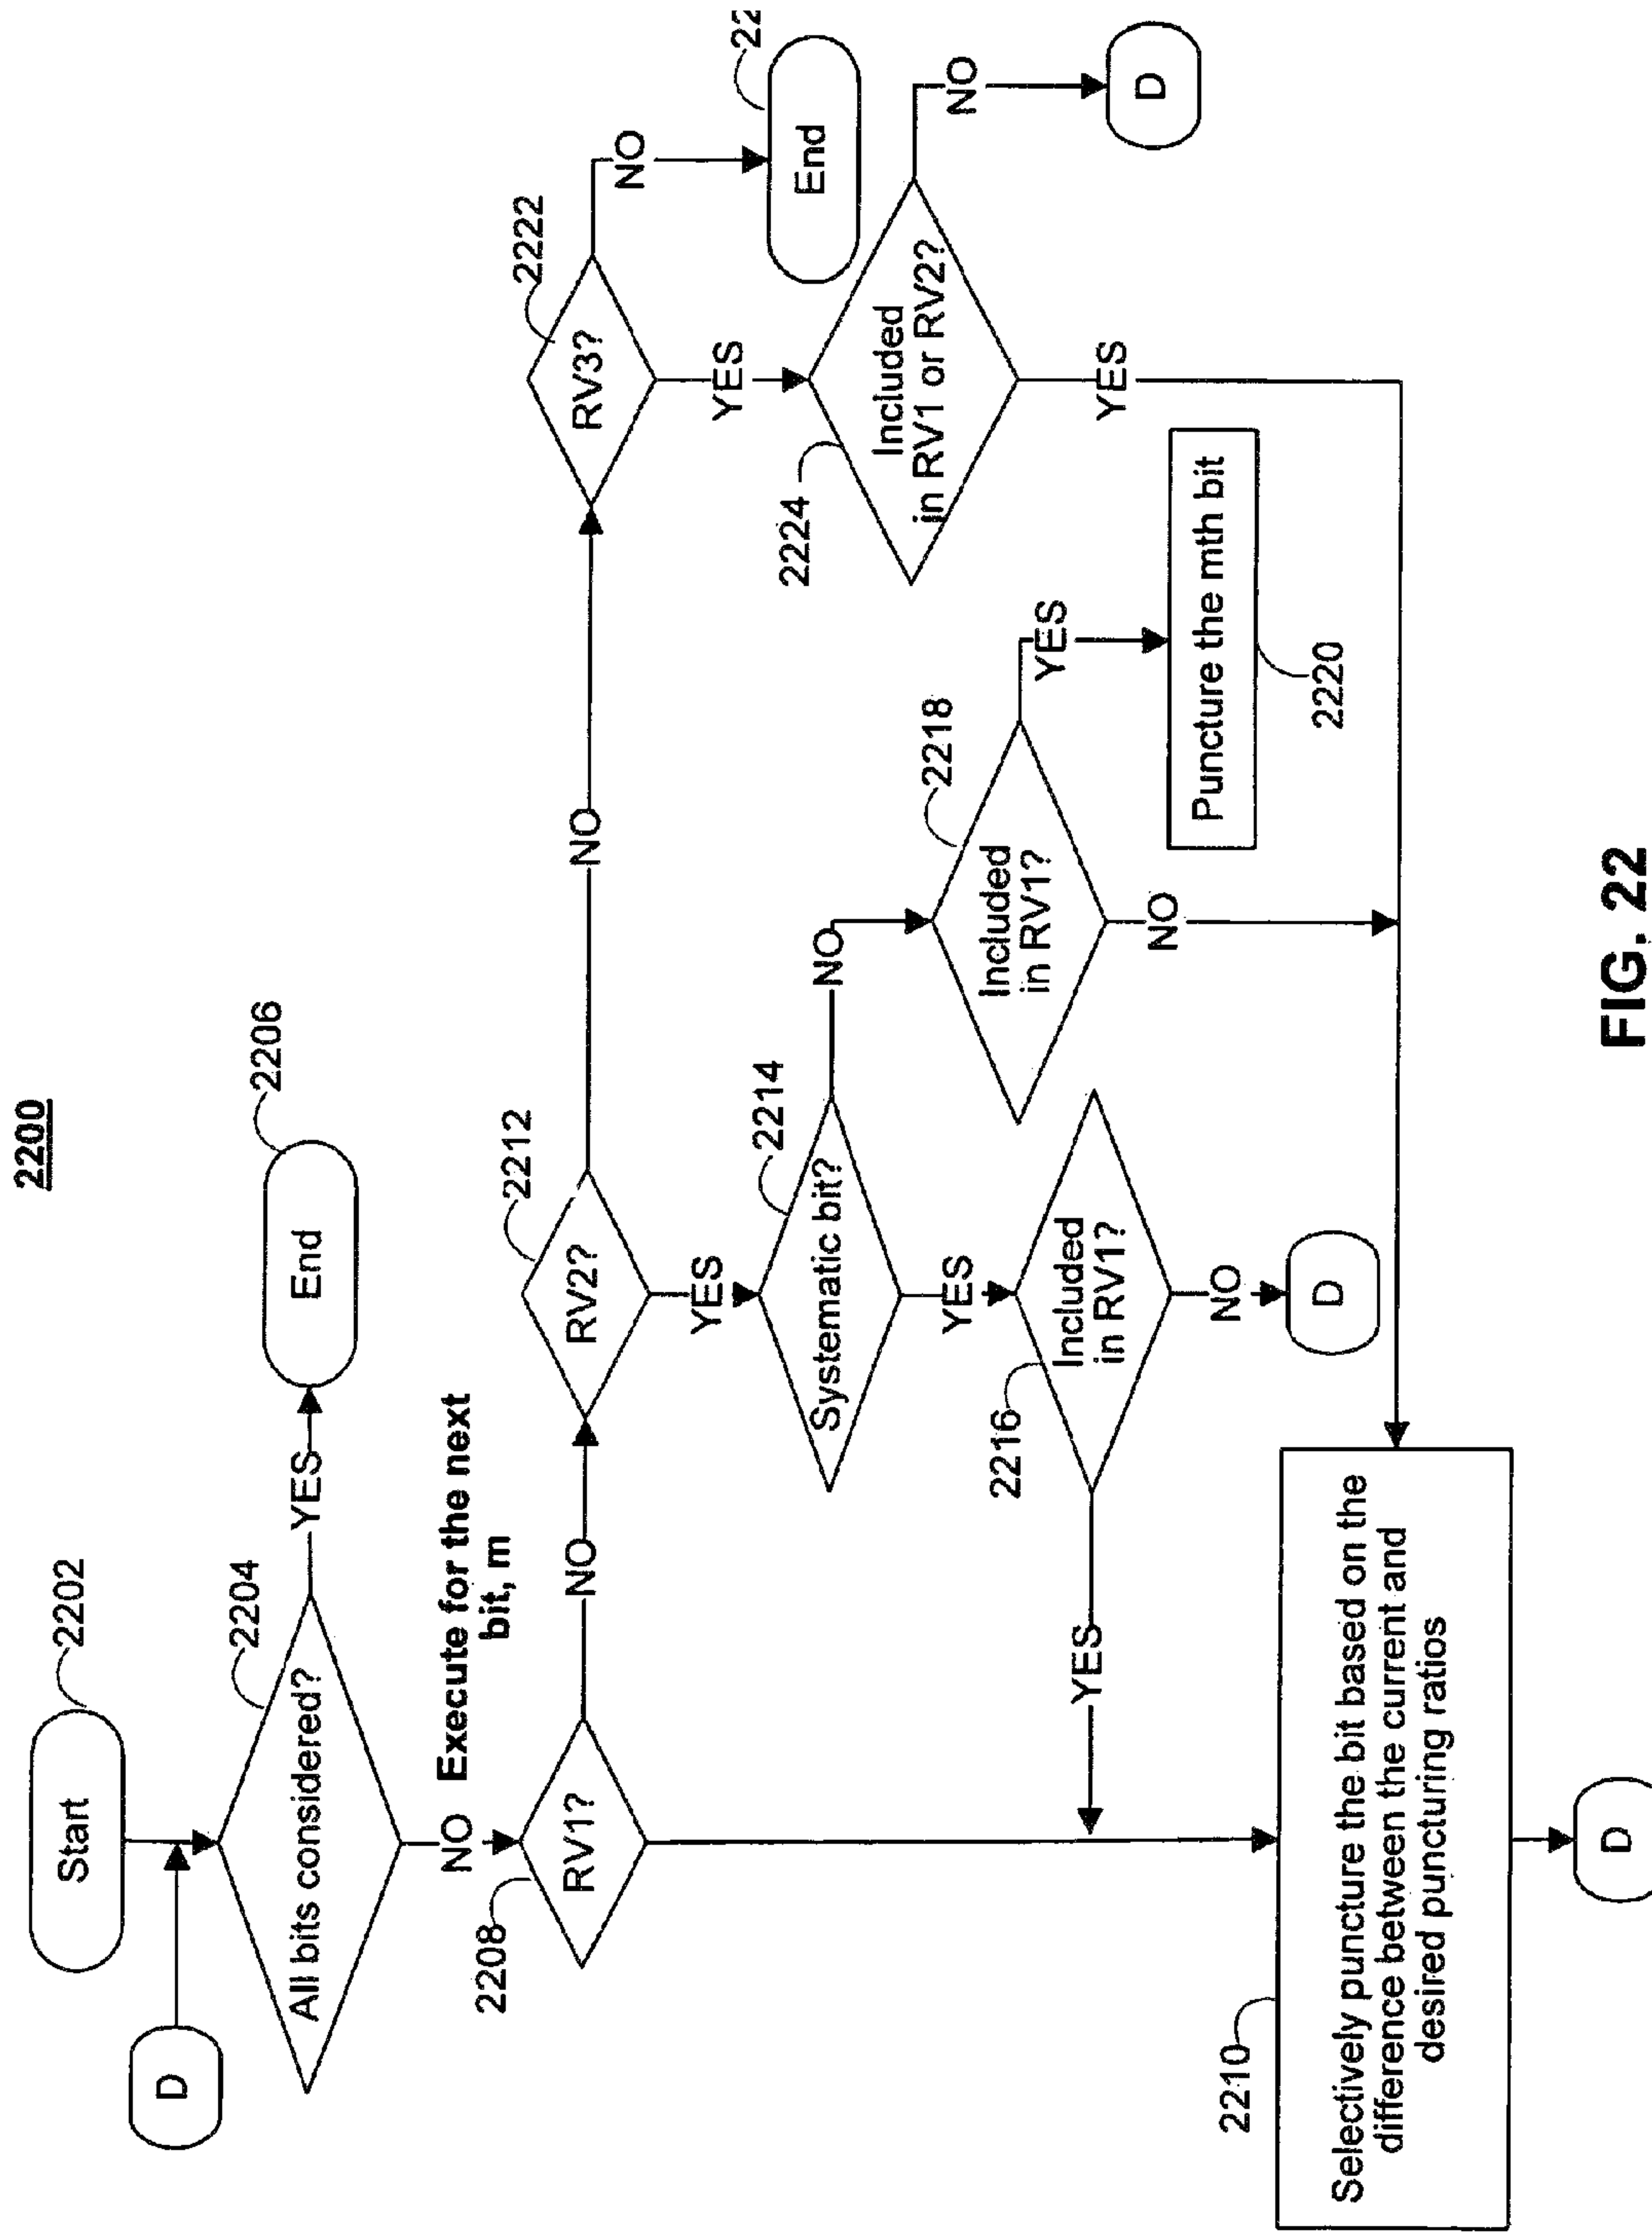 2200
Start
2202
D
All bits considered?
2204
YES
End
2206
NO
Execute for the next
bit, m
RV1?
2208
NO
RV2?
2212
NO
RV3?
2222
NO
End
22
YES
Systematic bit?
2214
NO
YES
Included
in RV1 or RV2?
2224
NO
D
YES
Included
in RV1?
2216
YES
NO
D
Included
in RV1?
2218
YES
Puncture the mth bit
2220
NO
YES
Selectively puncture the bit based on the
difference between the current and
desired puncturing ratios
2210
D
FIG. 22